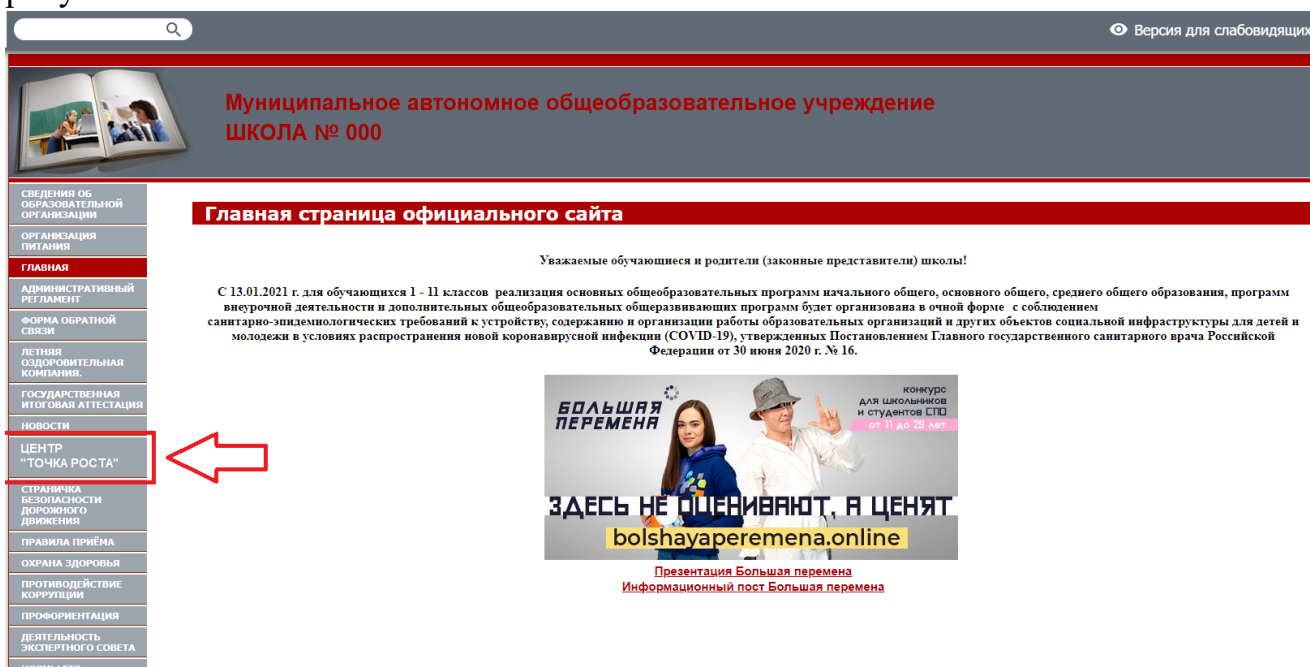 Версия для слабовидящих
Муниципальное автономное общеобразовательное учреждение
ШКОЛА № 000
СВЕДЕНИЯ ОБ
ОБРАЗОВАТЕЛЬНОЙ
ОРГАНИЗАЦИИ
ОРГАНИЗАЦИЯ
ПИТАНИЯ
ГЛАВНАЯ
АДМИНИСТРАТИВНЫЙ
РЕГЛАМЕНТ
ФОРМА ОБРАТНОЙ
СВЯЗИ
ЛЕТНЯЯ
ОЗДОРОВИТЕЛЬНАЯ
КОМПАНИЯ.
ГОСУДАРСТВЕННАЯ
ИТОГОВАЯ АТТЕСТАЦИЯ
НОВОСТИ
ЦЕНТР
"ТОЧКА РОСТА"
СТРАНИЧКА
БЕЗОПАСНОСТИ
ДОРОЖНОГО
ДВИЖЕНИЯ
ПРАВИЛА ПРИЁМА
ОХРАНА ЗДОРОВЬЯ
ПРОТИВОДЕЙСТВИЕ
КОРРУПЦИИ
ПРОФОРИЕНТАЦИЯ
ДЕЯТЕЛЬНОСТЬ
ЭКСПЕРТНОГО СОВЕТА
Главная страница официального сайта
Уважаемые обучающиеся и родители (законные представители) школы!
С 13.01.2021 г. для обучающихся 1 - 11 классов реализация основных общеобразовательных программ начального общего, основного общего, среднего общего образования, программ
внеурочной деятельности и дополнительных общеобразовательных общеразвивающих программ будет организована в очной форме с соблюдением
санитарно-эпидемиологических требований к устройству, содержанию и организации работы образовательных организаций и других объектов социальной инфраструктуры для детей и
молодежи в условиях распространения новой коронавирусной инфекции (COVID-19), утвержденных Постановлением Главного государственного санитарного врача Российской
Федерации от 30 июня 2020 г. № 16.
БОЛЬШАЯ
ПЕРЕМЕНА
конкурс
для школьников
и студентов СПО
от 11 до 25 лет
ЗДЕСЬ НЕ ОЦЕНИВАЮТ, А ЦЕНЯТ
bolshayaperemena.online
Презентация Большая перемена
Информационный пост Большая перемена